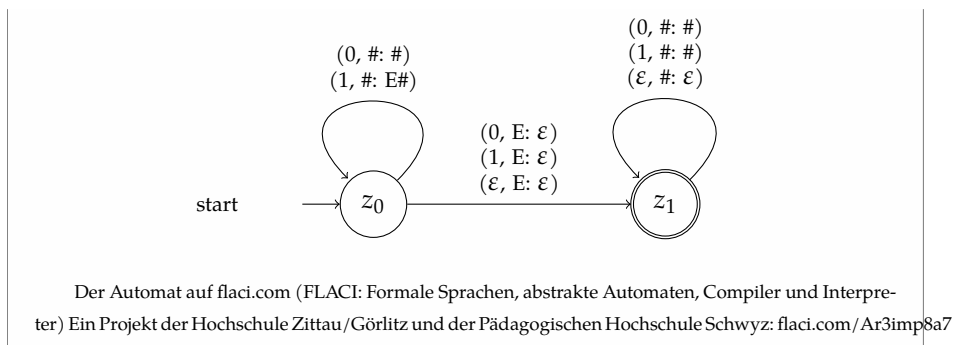 (0, #: #)
(1, #: E#)
(0, #: #)
(1, #: #)
(ε, #: ε)
(0, E: ε)
(1, E: ε)
(ε, E: ε)
start
z0
z1
Der Automat auf flaci.com (FLACI: Formale Sprachen, abstrakte Automaten, Compiler und Interpre-
ter) Ein Projekt der Hochschule Zittau/Görlitz und der Pädagogischen Hochschule Schwyz: flaci.com/Ar3imp8a7